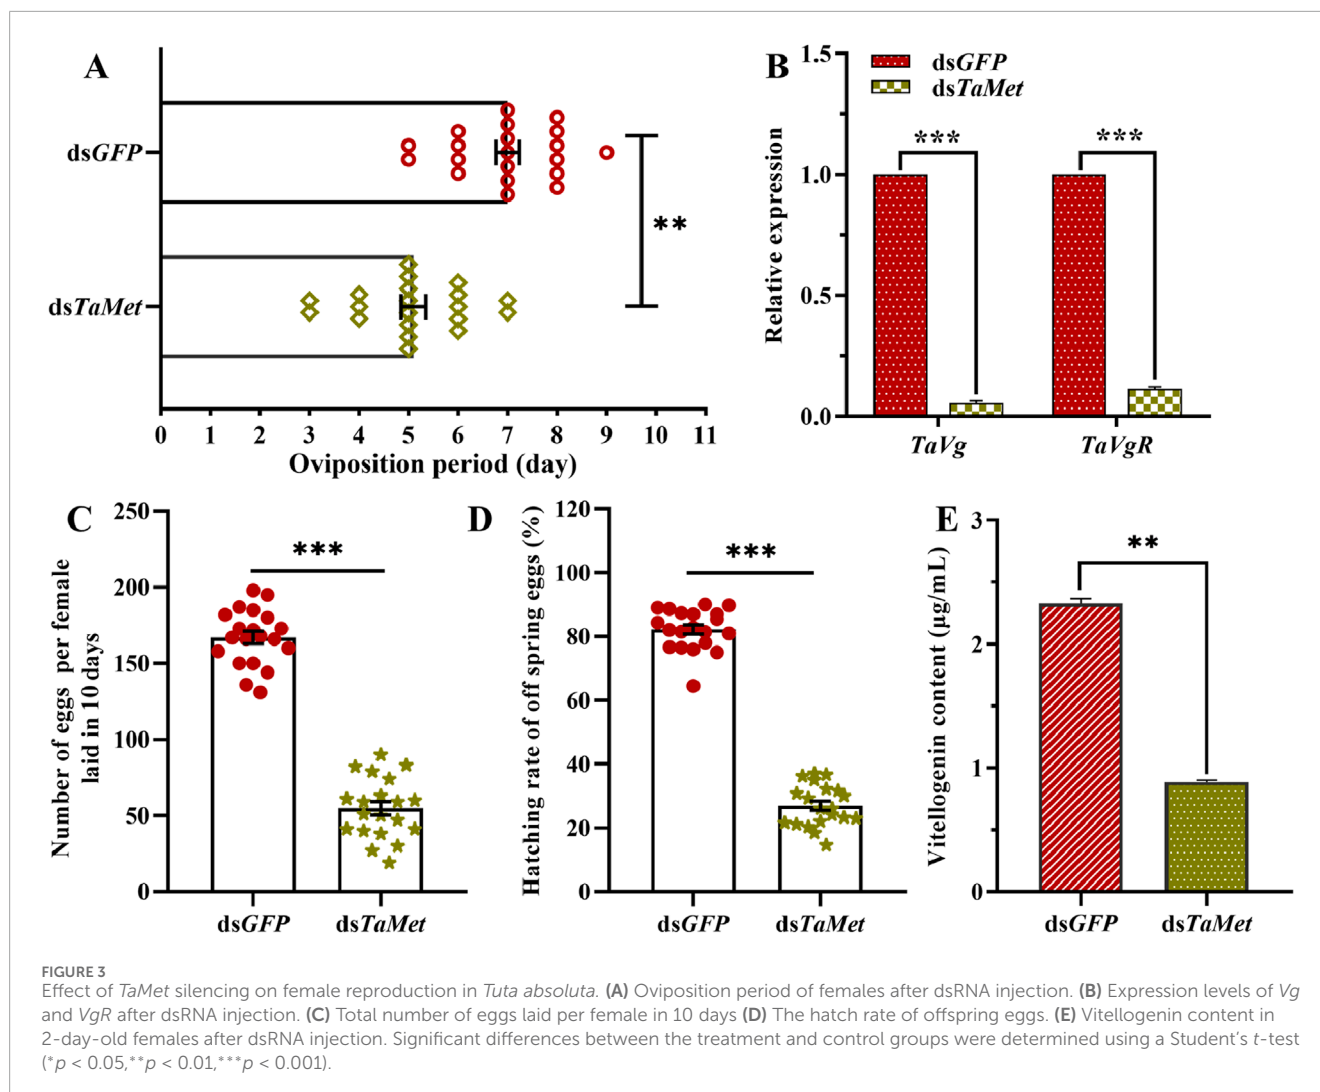 A
dsGFP
dsTaMet
**
0 1 2 3 4 5 6 7 8 9 10 11
Oviposition period (day)
B
dsGFP
dsTaMet
1.5
1.0
0.5
0.0
Relative expression
***
***
TaVg TaVgR
C
250
200
150
100
50
0
Number of eggs per female
laid in 10 days
***
dsGFP dsTaMet
D
120
100
80
60
40
20
0
Hatching rate of off spring eggs (%)
***
dsGFP dsTaMet
E
3
2
1
0
Vitellogenin content (µg/mL)
**
dsGFP dsTaMet
FIGURE 3
Effect of TaMet silencing on female reproduction in Tuta absoluta. (A) Oviposition period of females after dsRNA injection. (B) Expression levels of Vg
and VgR after dsRNA injection. (C) Total number of eggs laid per female in 10 days (D) The hatch rate of offspring eggs. (E) Vitellogenin content in
2-day-old females after dsRNA injection. Significant differences between the treatment and control groups were determined using a Student's t-test
(*p < 0.05,**p < 0.01,***p < 0.001).